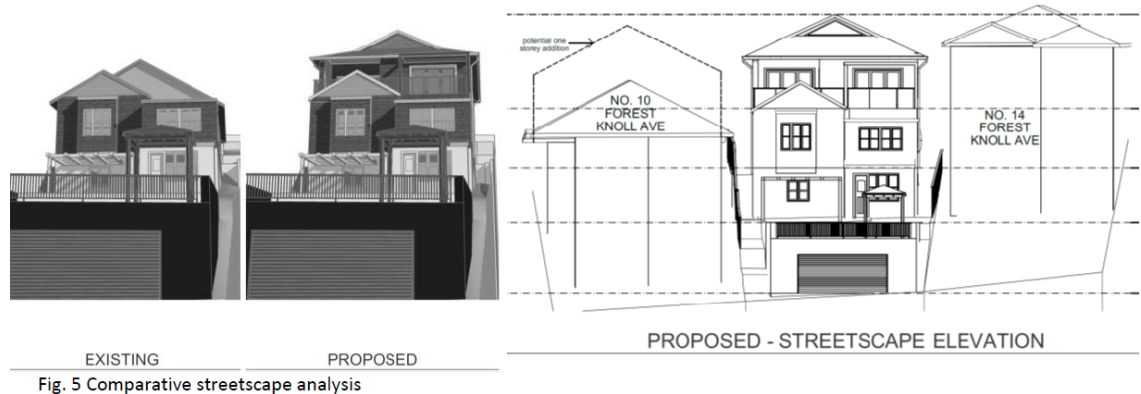 potential one
storey addition
NO. 10
FOREST
KNOLL AVE
NO. 14
FOREST
KNOLL AVE
EXISTING
PROPOSED
PROPOSED - STREETSCAPE ELEVATION
Fig. 5 Comparative streetscape analysis